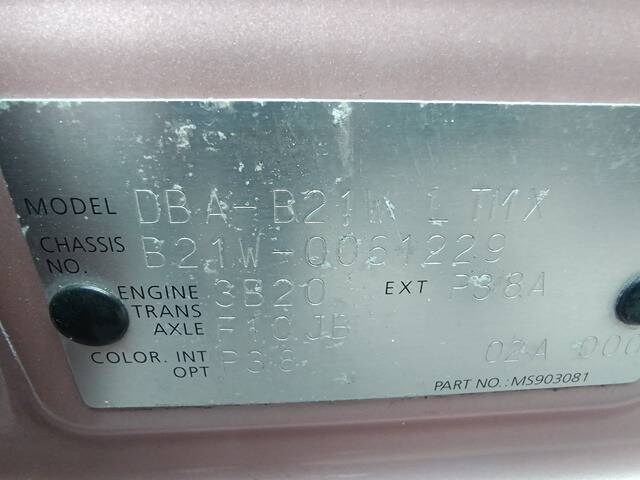 MODEL DBA-B21W LTMX
CHASSIS NO. B21W-0061229
ENGINE 3B20 EXT P38A
TRANS AXLE F1CJB
COLOR. INT OPT P38 02A 000
PART NO.: MS903081